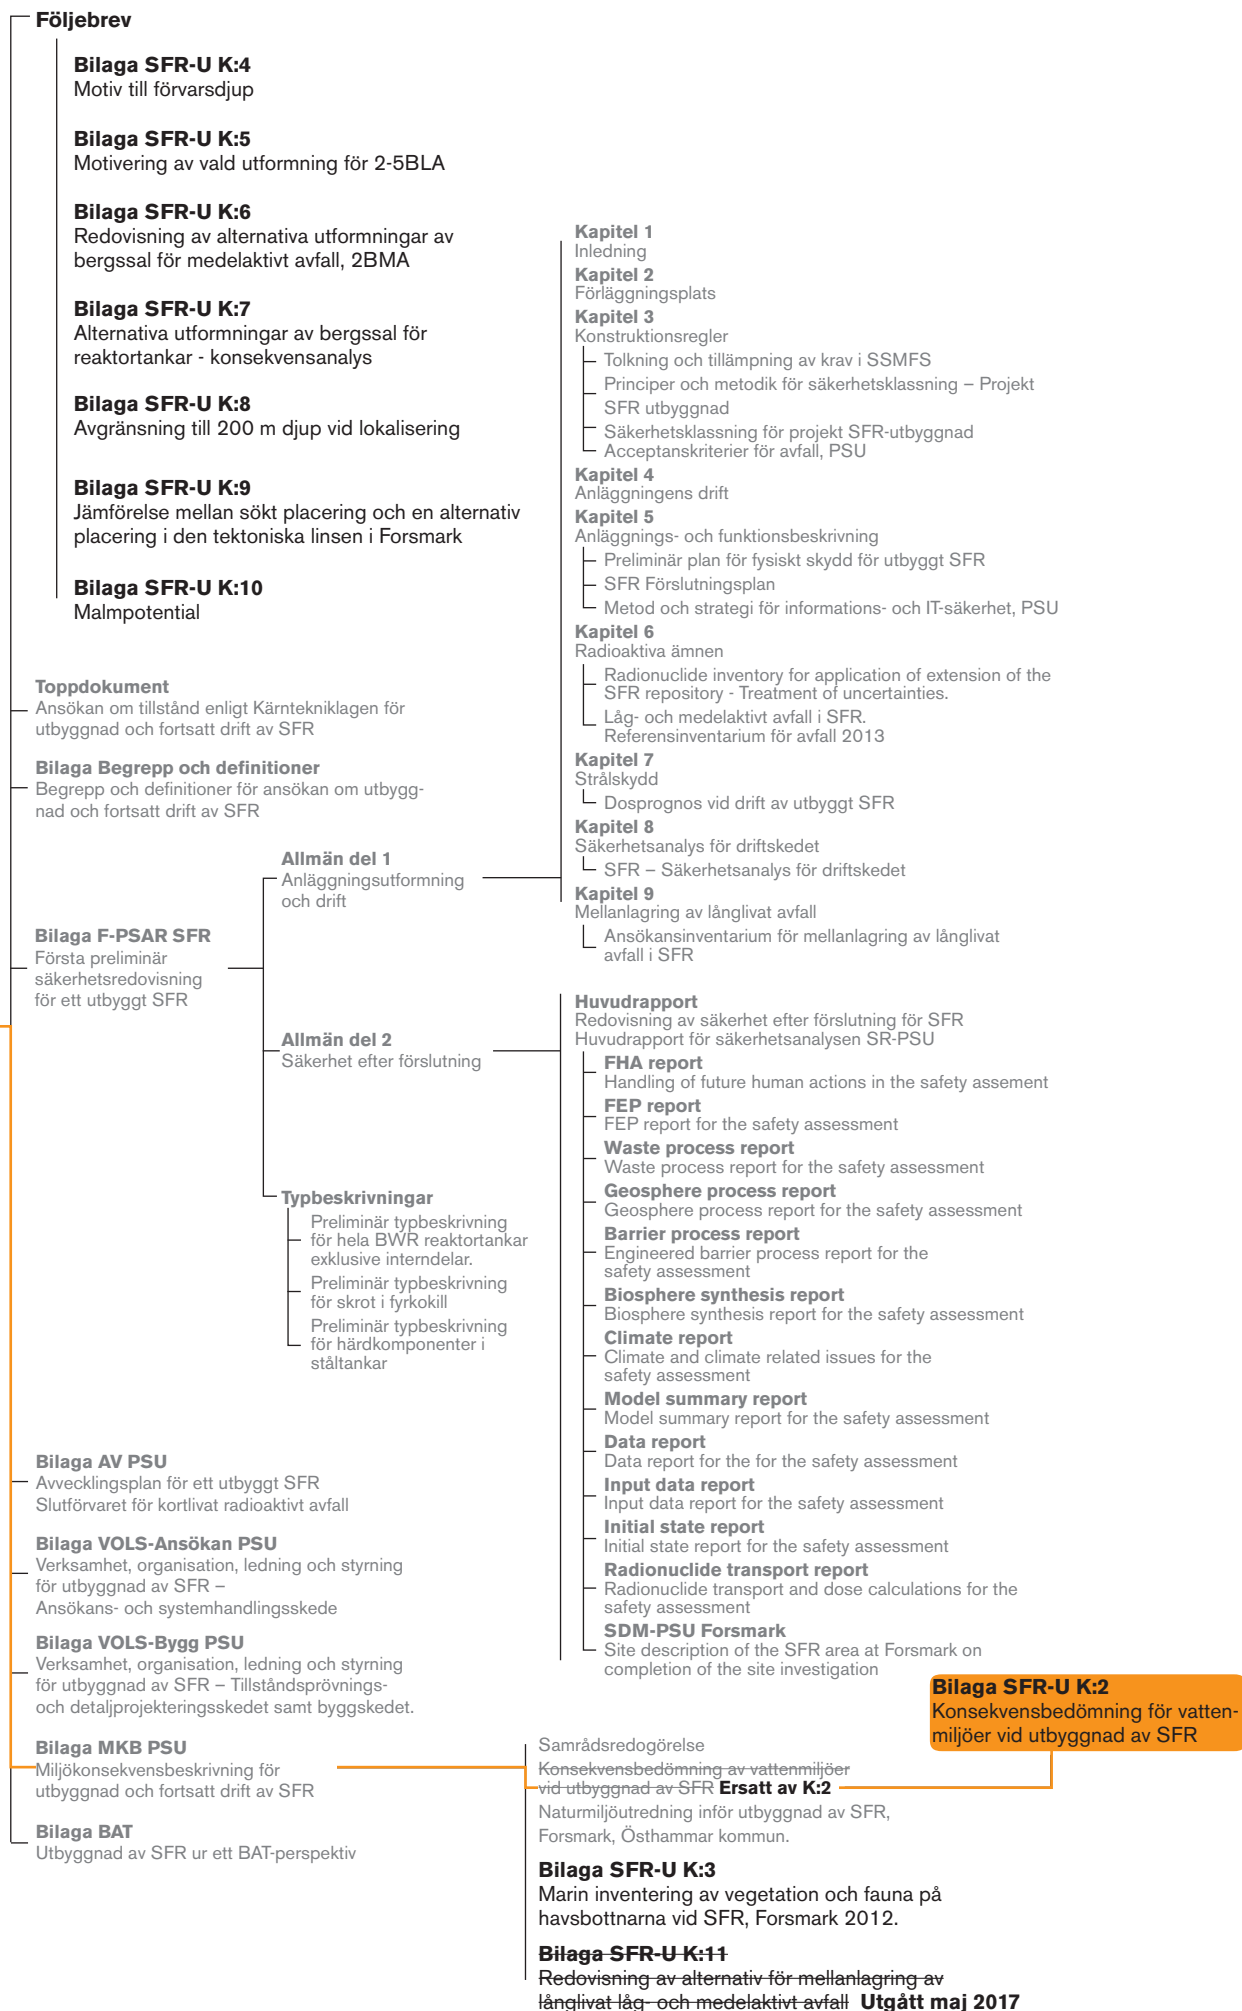 Följebrev
Bilaga SFR-U K:4
Motiv till förvarsdjup
Bilaga SFR-U K:5
Motivering av vald utformning för 2-5BLA
Bilaga SFR-U K:6
Redovisning av alternativa utformningar av
bergssal för medelaktivt avfall, 2BMA
Bilaga SFR-U K:7
Alternativa utformningar av bergssal för
reaktortankar - konsekvensanalys
Bilaga SFR-U K:8
Avgränsning till 200 m djup vid lokalisering
Bilaga SFR-U K:9
Jämförelse mellan sökt placering och en alternativ
placering i den tektoniska linsen i Forsmark
Bilaga SFR-U K:10
Malmpotential
Toppdokument
Ansökan om tillstånd enligt Kärntekniklagen för
utbyggnad och fortsatt drift av SFR
Bilaga Begrepp och definitioner
Begrepp och definitioner för ansökan om utbygg-
nad och fortsatt drift av SFR
Bilaga F-PSAR SFR
Första preliminär
säkerhetsredovisning
för ett utbyggt SFR
Allmän del 1
Anläggningsutformning
och drift
Kapitel 1
Inledning
Kapitel 2
Förläggningsplats
Kapitel 3
Konstruktionsregler
Tolkning och tillämpning av krav i SSMFS
Principer och metodik för säkerhetsklassning – Projekt
SFR utbyggnad
Säkerhetsklassning för projekt SFR-utbyggnad
Acceptanskriterier för avfall, PSU
Kapitel 4
Anläggningens drift
Kapitel 5
Anläggnings- och funktionsbeskrivning
Preliminär plan för fysiskt skydd för utbyggt SFR
SFR Förslutningsplan
Metod och strategi för informations- och IT-säkerhet, PSU
Kapitel 6
Radioaktiva ämnen
Radionuclide inventory for application of extension of the
SFR repository - Treatment of uncertainties.
Låg- och medelaktivt avfall i SFR.
Referensinventarium för avfall 2013
Kapitel 7
Strålskydd
Dosprognos vid drift av utbyggt SFR
Kapitel 8
Säkerhetsanalys för driftskedet
SFR – Säkerhetsanalys för driftskedet
Kapitel 9
Mellanlagring av långlivat avfall
Ansökansinventarium för mellanlagring av långlivat
avfall i SFR
Allmän del 2
Säkerhet efter förslutning
Huvudrapport
Redovisning av säkerhet efter förslutning för SFR
Huvudrapport för säkerhetsanalysen SR-PSU
FHA report
Handling of future human actions in the safety assement
FEP report
FEP report for the safety assessment
Waste process report
Waste process report for the safety assessment
Geosphere process report
Geosphere process report for the safety assessment
Barrier process report
Engineered barrier process report for the
safety assessment
Biosphere synthesis report
Biosphere synthesis report for the safety assessment
Climate report
Climate and climate related issues for the
safety assessment
Model summary report
Model summary report for the safety assessment
Data report
Data report for the for the safety assessment
Input data report
Input data report for the safety assessment
Initial state report
Initial state report for the safety assessment
Radionuclide transport report
Radionuclide transport and dose calculations for the
safety assessment
SDM-PSU Forsmark
Site description of the SFR area at Forsmark on
completion of the site investigation
Typbeskrivningar
Preliminär typbeskrivning
för hela BWR reaktortankar
exklusive interndelar.
Preliminär typbeskrivning
för skrot i fyrkokill
Preliminär typbeskrivning
för härdkomponenter i
ståltankar
Bilaga AV PSU
Avvecklingsplan för ett utbyggt SFR
Slutförvaret för kortlivat radioaktivt avfall
Bilaga VOLS-Ansökan PSU
Verksamhet, organisation, ledning och styrning
för utbyggnad av SFR –
Ansökans- och systemhandlingsskede
Bilaga VOLS-Bygg PSU
Verksamhet, organisation, ledning och styrning
för utbyggnad av SFR – Tillståndsprövnings-
och detaljprojekteringsskedet samt byggskedet.
Bilaga MKB PSU
Miljökonsekvensbeskrivning för
utbyggnad och fortsatt drift av SFR
Samrådsredogörelse
Konsekvensbedömning av vattenmiljöer
vid utbyggnad av SFR Ersatt av K:2
Naturmiljöutredning inför utbyggnad av SFR,
Forsmark, Östhammar kommun.
Bilaga SFR-U K:2
Konsekvensbedömning för vatten-
miljöer vid utbyggnad av SFR
Bilaga SFR-U K:3
Marin inventering av vegetation och fauna på
havsbottnarna vid SFR, Forsmark 2012.
Bilaga SFR-U K:11
Redovisning av alternativ för mellanlagring av
långlivat låg- och medelaktivt avfall Utgått maj 2017
Bilaga BAT
Utbyggnad av SFR ur ett BAT-perspektiv